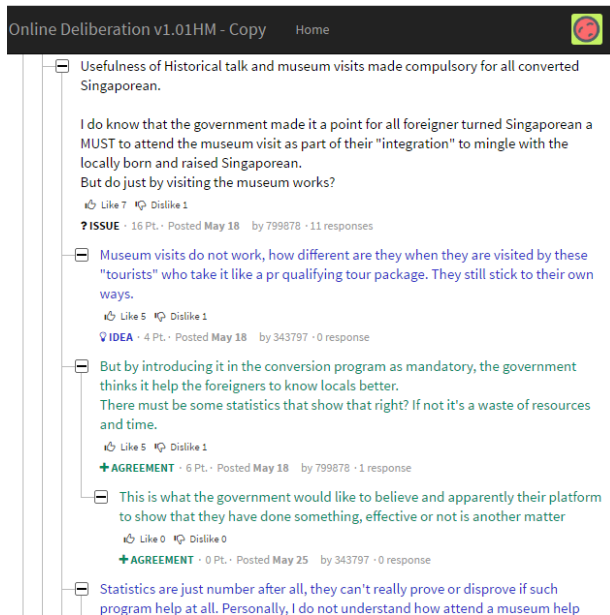 Online Deliberation v1.01HM - Copy Home
Usefulness of Historical talk and museum visits made compulsory for all converted
Singaporean.
I do know that the government made it a point for all foreigner turned Singaporean a
MUST to attend the museum visit as part of their "integration" to mingle with the
locally born and raised Singaporean.
But do just by visiting the museum works?
Like 7 Dislike 1
? ISSUE · 16 Pt. · Posted May 18 by 799878 · 11 responses
Museum visits do not work, how different are they when they are visited by these
"tourists" who take it like a pr qualifying tour package. They still stick to their own
ways.
Like 5 Dislike 1
IDEA · 4 Pt. · Posted May 18 by 343797 · 0 response
But by introducing it in the conversion program as mandatory, the government
thinks it help the foreigners to know locals better.
There must be some statistics that show that right? If not it's a waste of resources
and time.
Like 5 Dislike 1
+ AGREEMENT · 6 Pt. · Posted May 18 by 799878 · 1 response
This is what the government would like to believe and apparently their platform
to show that they have done something, effective or not is another matter
Like 0 Dislike 0
+ AGREEMENT · 0 Pt. · Posted May 25 by 343797 · 0 response
Statistics are just number after all, they can't really prove or disprove if such
program help at all. Personally, I do not understand how attend a museum help